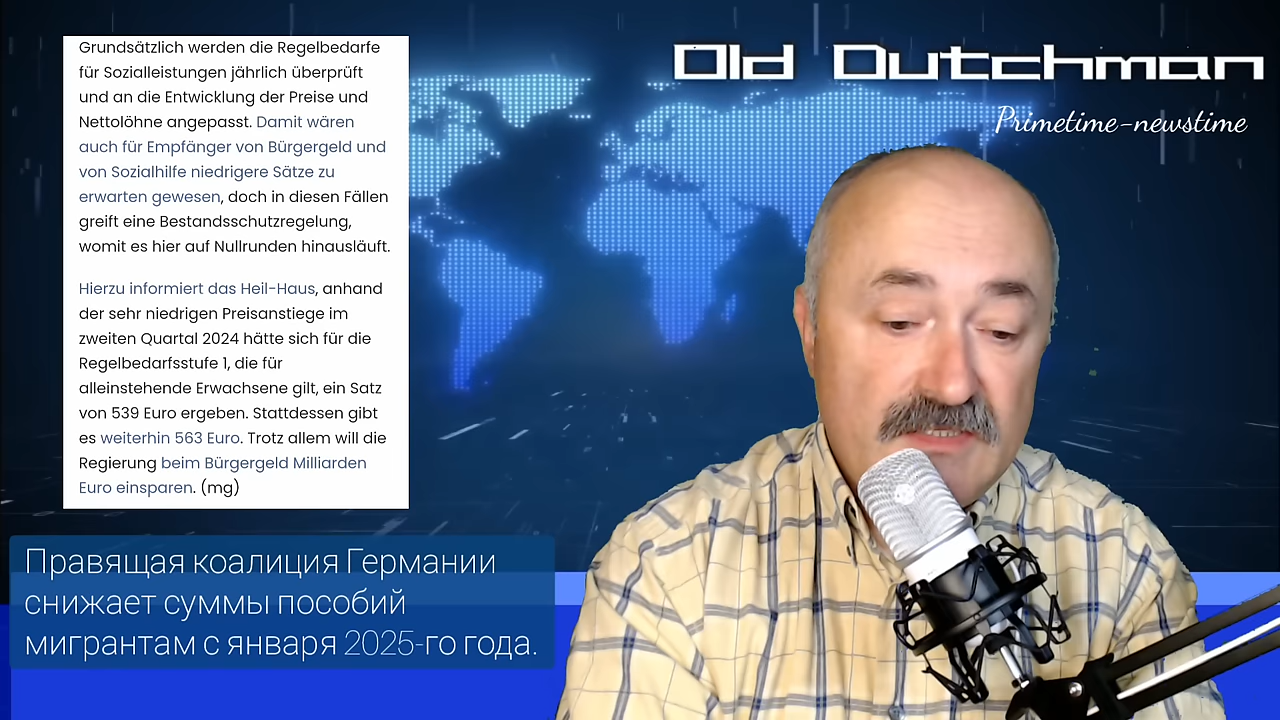 Grundsätzlich werden die Regelbedarfe
für Sozialleistungen jährlich überprüft
und an die Entwicklung der Preise und
Nettolöhne angepasst. Damit wären
auch für Empfänger von Bürgergeld und
von Sozialhilfe niedrigere Sätze zu
erwarten gewesen, doch in diesen Fällen
greift eine Bestandsschutzregelung,
womit es hier auf Nullrunden hinausläuft.
Hierzu informiert das Heil-Haus, anhand
der sehr niedrigen Preisanstiege im
zweiten Quartal 2024 hätte sich für die
Regelbedarfsstufe 1, die für
alleinstehende Erwachsene gilt, ein Satz
von 539 Euro ergeben. Stattdessen gibt
es weiterhin 563 Euro. Trotz allem will die
Regierung beim Bürgergeld Milliarden
Euro einsparen. (mg)
Old Dutchman
Primetime-newstime
Правящая коалиция Германии
снижает суммы пособий
мигрантам с января 2025-го года.